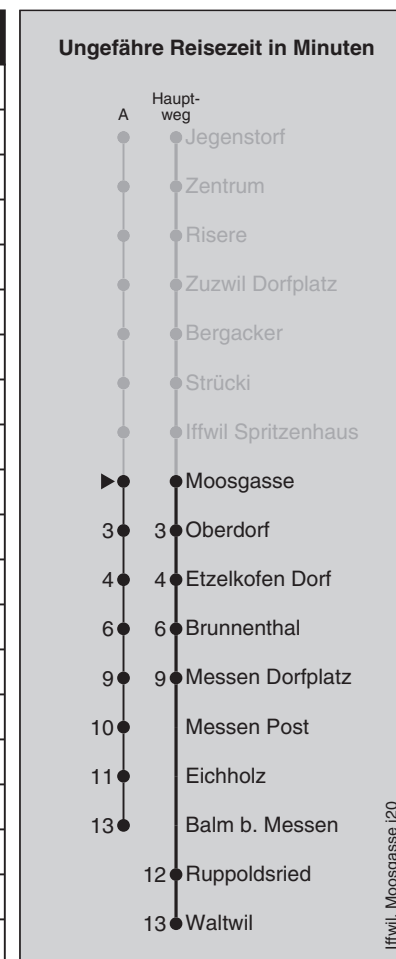 Ungefähre Reisezeit in Minuten
A Haupt-
weg
Jegenstorf
Zentrum
Risere
Zuzwil Dorfplatz
Bergacker
Strücki
Iffwil Spritzenhaus
Moosgasse
3 3 Oberdorf
4 4 Etzelkofen Dorf
6 6 Brunnenthal
9 9 Messen Dorfplatz
10 Messen Post
11 Eichholz
13 Balm b. Messen
12 Ruppoldsried
13 Waltwil
Iffwil, Moosgasse i20